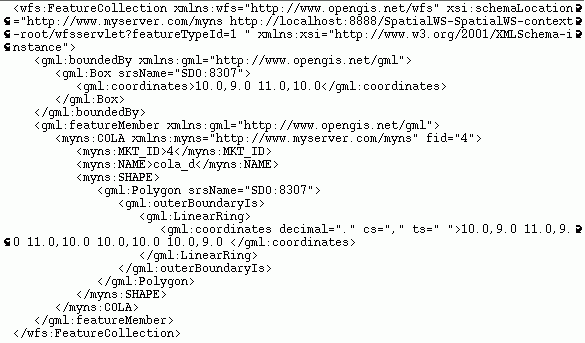 <wfs:FeatureCollection xmlns:wfs="http://www.opengis.net/wfs" xsi:schemaLocation
="http://www.myserver.com/myns http://localhost:8888/SpatialWS-SpatialWS-context
-root/wfsservlet?featureTypeId=1 " xmlns:xsi="http://www.w3.org/2001/XMLSchema-i
nstance">
<gml:boundedBy xmlns:gml="http://www.opengis.net/gml">
<gml:Box srsName="SDO:8307">
<gml:coordinates>10.0,9.0 11.0,10.0</gml:coordinates>
</gml:Box>
</gml:boundedBy>
<gml:featureMember xmlns:gml="http://www.opengis.net/gml">
<myns:COLA xmlns:myns="http://www.myserver.com/myns" fid="4">
<myns:MKT_ID>4</myns:MKT_ID>
<myns:NAME>cola_d</myns:NAME>
<myns:SHAPE>
<gml:Polygon srsName="SDO:8307">
<gml:outerBoundaryIs>
<gml:LinearRing>
<gml:coordinates decimal="." cs="," ts=" ">10.0,9.0 11.0,9.
0 11.0,10.0 10.0,10.0 10.0,9.0 </gml:coordinates>
</gml:LinearRing>
</gml:outerBoundaryIs>
</gml:Polygon>
</myns:SHAPE>
</myns:COLA>
</gml:featureMember>
</wfs:FeatureCollection>